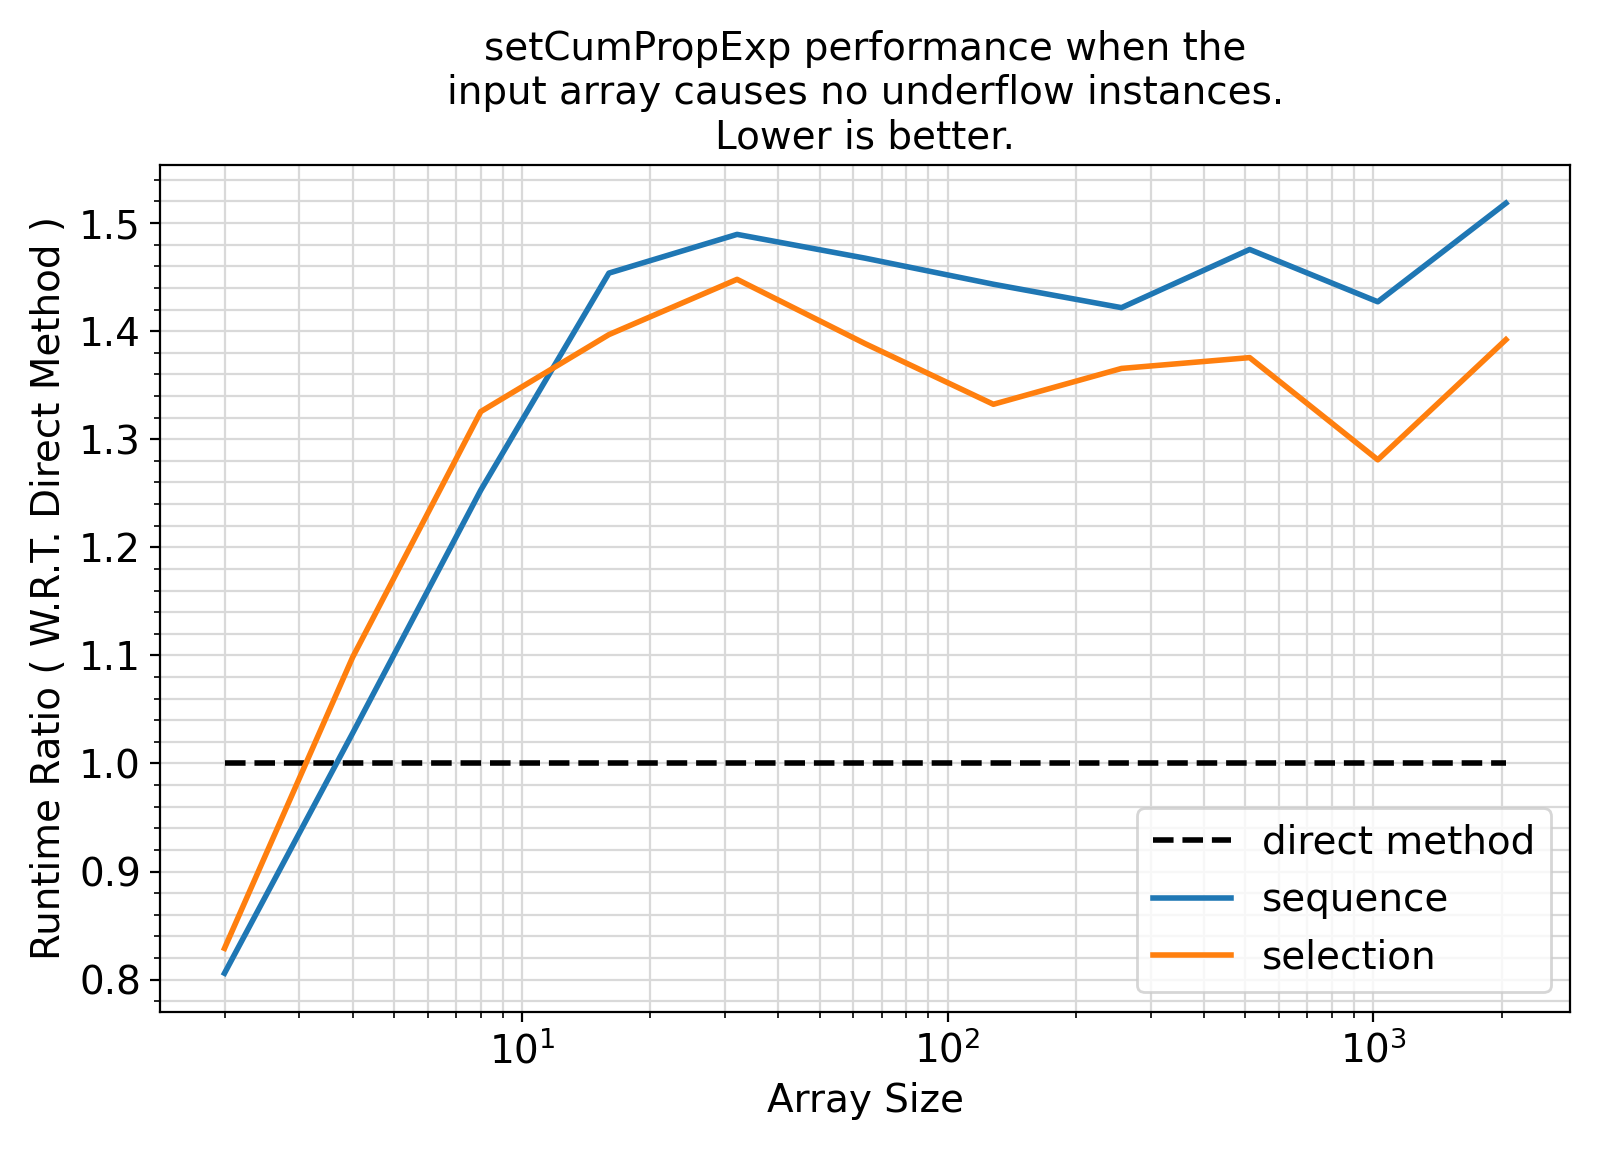 setCumPropExp performance when the
input array causes no underflow instances.
Lower is better.
Runtime Ratio ( W.R.T. Direct Method )
1.5
1.4
1.3
1.2
1.1
1.0
0.9
0.8
direct method
sequence
selection
10¹ 10² 10³
Array Size